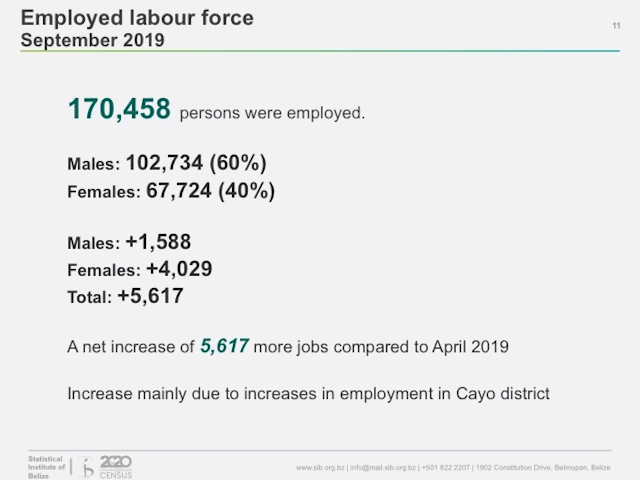 Employed labour force
September 2019
11
170,458 persons were employed.
Males: 102,734 (60%)
Females: 67,724 (40%)
Males: +1,588
Females: +4,029
Total: +5,617
A net increase of 5,617 more jobs compared to April 2019
Increase mainly due to increases in employment in Cayo district
Statistical
Institute of
Belize
2020
CENSUS
www.sib.org.bz | info@mail.sib.org.bz | +501 822 2207 | 1902 Constitution Drive, Belmopan, Belize